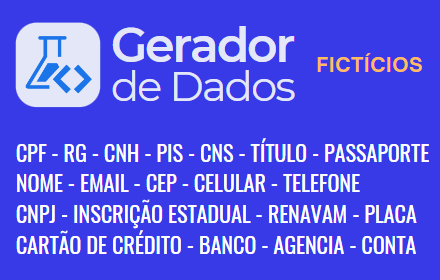 Gerador
de Dados
FICTÍCIOS
CPF - RG - CNH - PIS - CNS - TÍTULO - PASSAPORTE
NOME - EMAIL - CEP - CELULAR - TELEFONE
CNPJ - INSCRIÇÃO ESTADUAL - RENAVAM - PLACA
CARTÃO DE CRÉDITO - BANCO - AGENCIA - CONTA